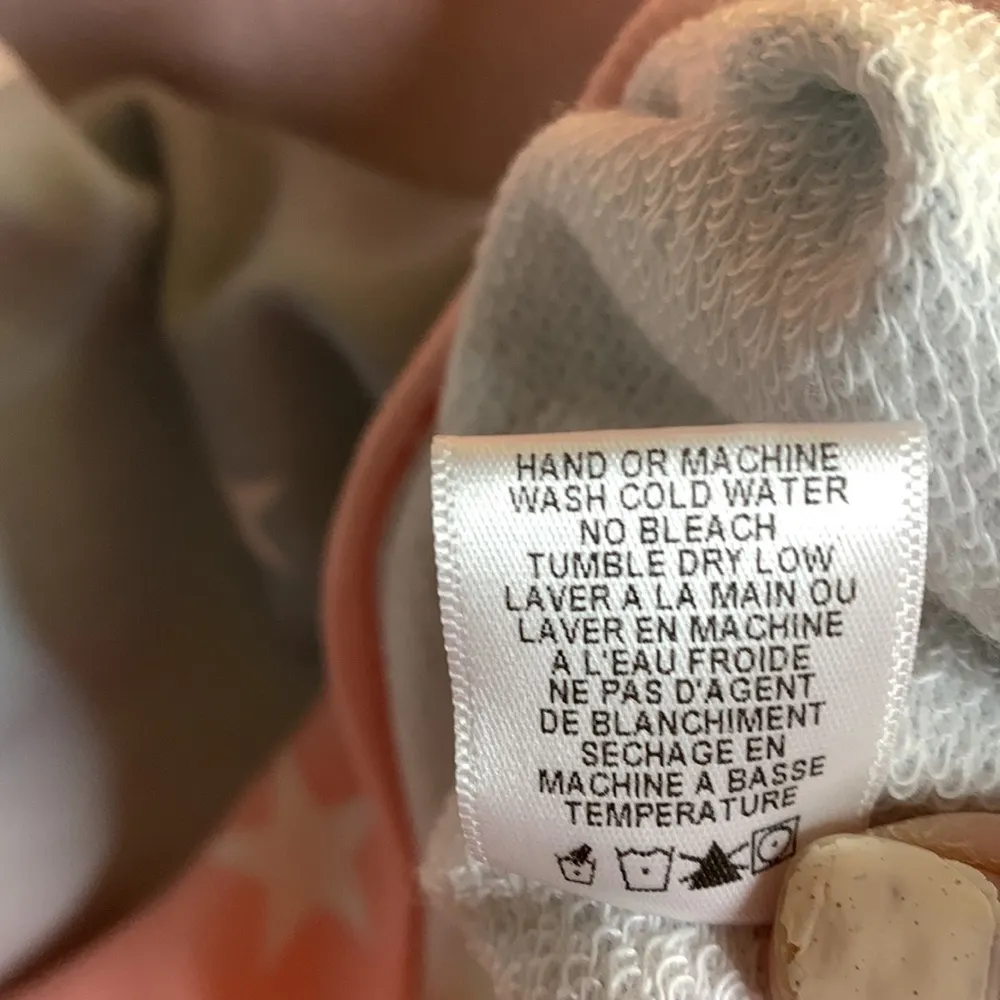 HAND OR MACHINE
WASH COLD WATER
NO BLEACH
TUMBLE DRY LOW
LAVER A LA MAIN OU
LAVER EN MACHINE
A L'EAU FROIDE
NE PAS D'AGENT
DE BLANCHIMENT
SECHAGE EN
MACHINE A BASSE
TEMPERATURE